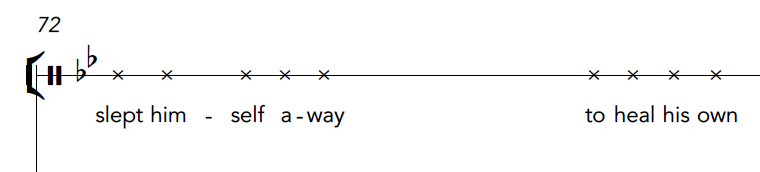 72
slept him - self a - way to heal his own